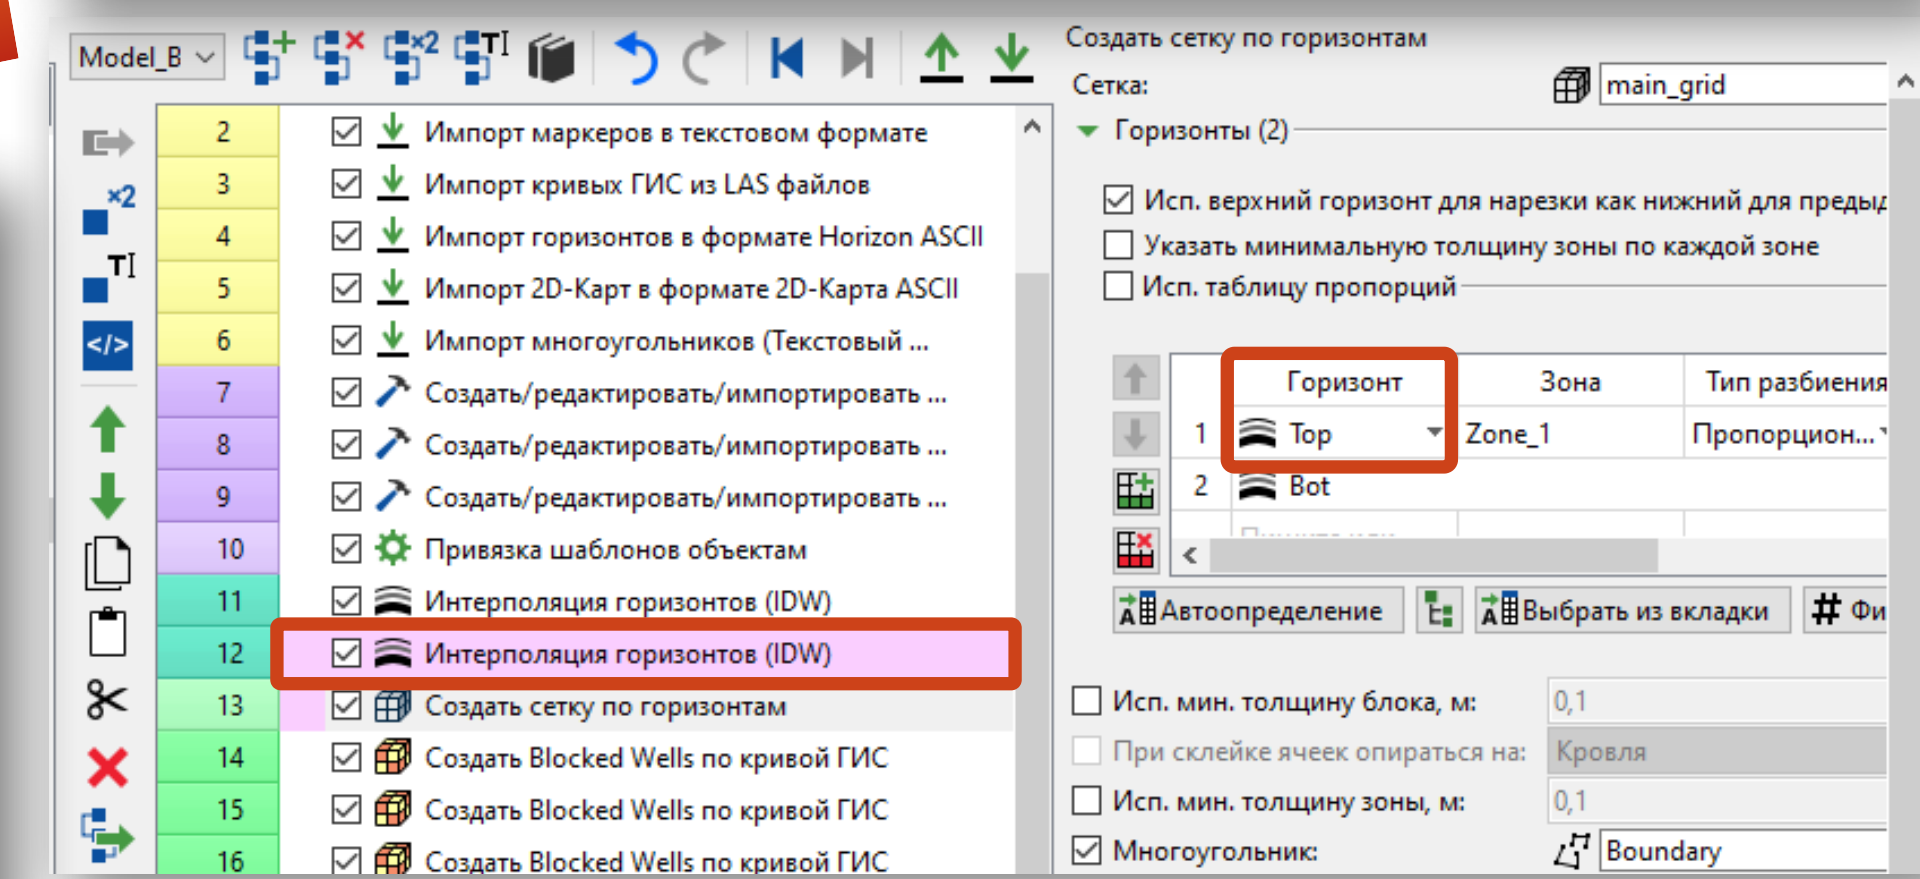 Model_B
×2
T
Создать сетку по горизонтам
Сетка:
main_grid
Горизонты (2)
Исп. верхний горизонт для нарезки как нижний для предыд
Указать минимальную толщину зоны по каждой зоне
Исп. таблицу пропорций
Горизонт Зона Тип разбиения
1 Top Zone_1 Пропорцион...
2 Bot
Автоопределение
Выбрать из вкладки
# Фи
Исп. мин. толщину блока, м: 0,1
При склейке ячеек опираться на: Кровля
Исп. мин. толщину зоны, м: 0,1
Многоугольник: Boundary
×2
T
</>
2 Импорт маркеров в текстовом формате
3 Импорт кривых ГИС из LAS файлов
4 Импорт горизонтов в формате Horizon ASCII
5 Импорт 2D-Карт в формате 2D-Карта ASCII
6 Импорт многоугольников (Текстовый ...
7 Создать/редактировать/импортировать ...
8 Создать/редактировать/импортировать ...
9 Создать/редактировать/импортировать ...
10 Привязка шаблонов объектам
11 Интерполяция горизонтов (IDW)
12 Интерполяция горизонтов (IDW)
13 Создать сетку по горизонтам
14 Создать Blocked Wells по кривой ГИС
15 Создать Blocked Wells по кривой ГИС
16 Создать Blocked Wells по кривой ГИС